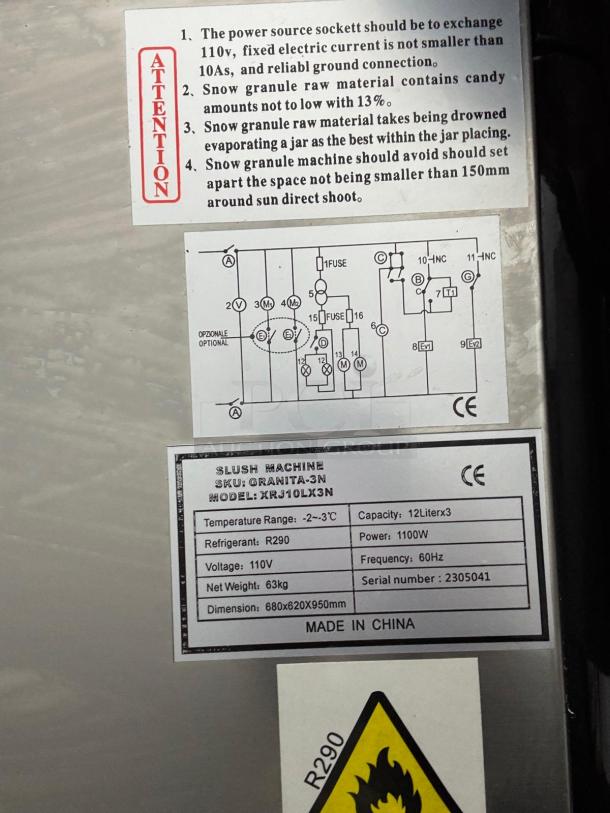 ATTENTION
1、The power source sockett should be to exchange
110v, fixed electric current is not smaller than
10As, and reliabl ground connection。
2、Snow granule raw material contains candy
amounts not to low with 13%。
3、Snow granule raw material takes being drowned
evaporating a jar as the best within the jar placing.
4、Snow granule machine should avoid should set
apart the space not being smaller than 150mm
around sun direct shoot。
A
1FUSE
C
10 NC
11 NC
B
G
C
7 T1
2 V
3 M1
4 M2
5
15 FUSE 16
6 C
OPZIONALE
OPTIONAL
E1
E2
D
8 EV1
9 EV2
12
12
13
14
M
M
A
CE
PCI
AUCTION GROUP
SLUSH MACHINE
SKU: GRANITA-3N
MODEL: XRJ10LX3N
CE
Temperature Range: -2~-3℃
Capacity: 12Literx3
Refrigerant: R290
Power: 1100W
Voltage: 110V
Frequency: 60Hz
Net Weight: 63kg
Serial number : 2305041
Dimension: 680x620X950mm
MADE IN CHINA
R290